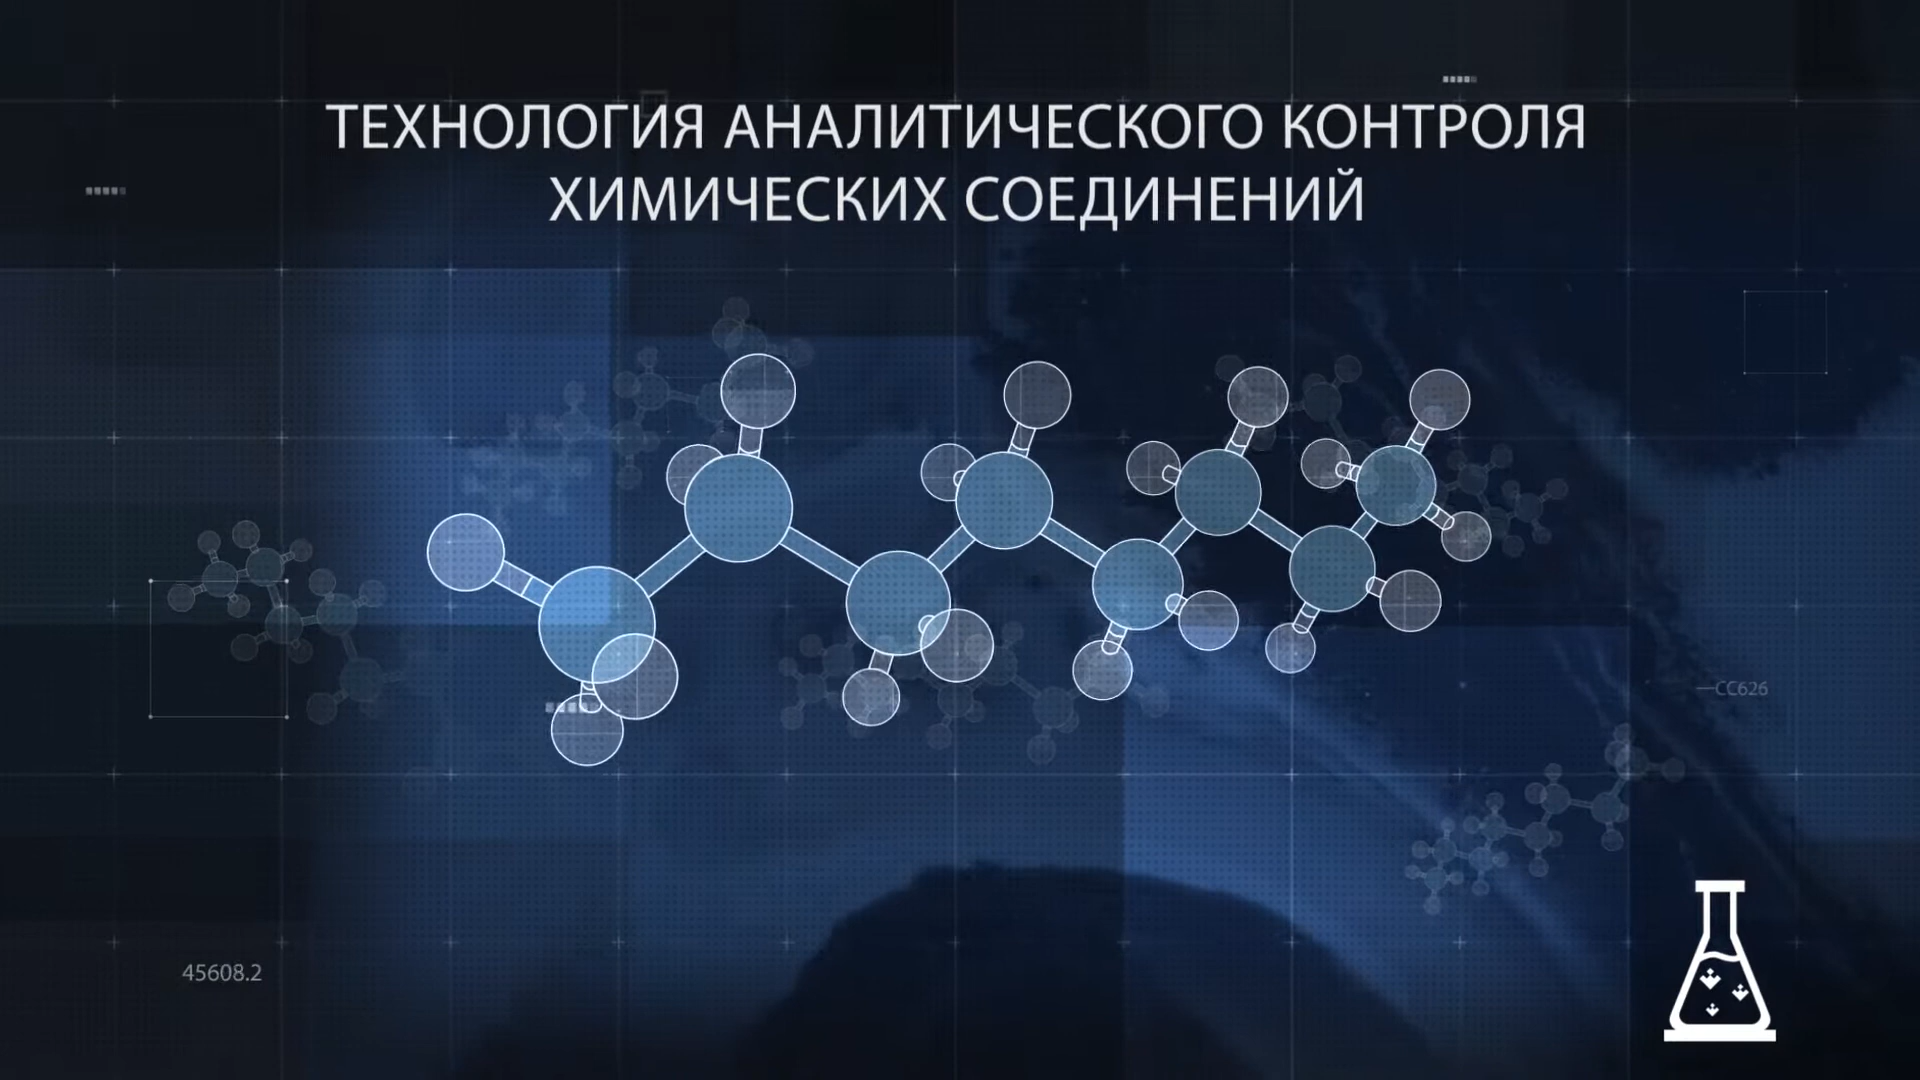 ТЕХНОЛОГИЯ АНАЛИТИЧЕСКОГО КОНТРОЛЯ
ХИМИЧЕСКИХ СОЕДИНЕНИЙ
CC626
45608.2